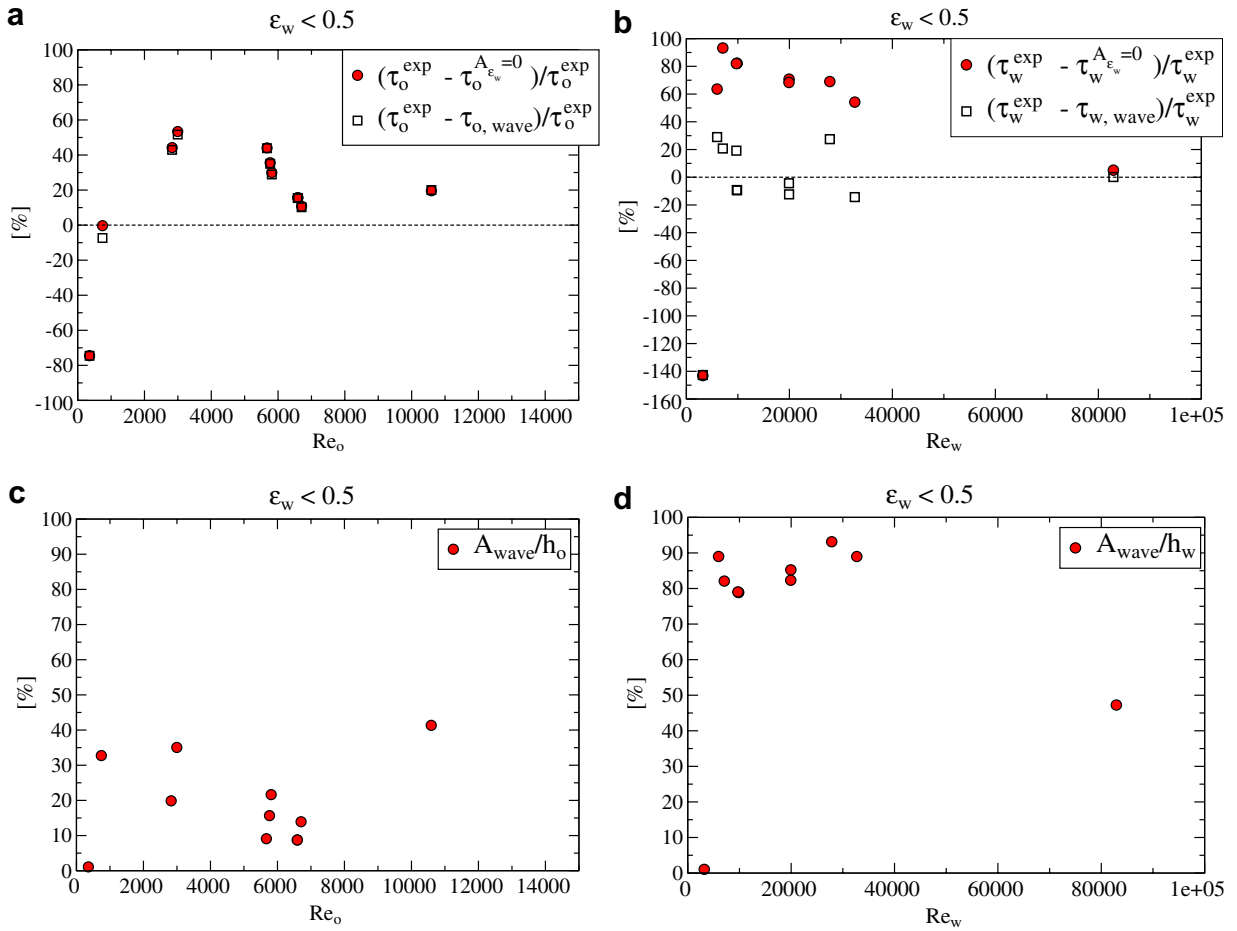 a
ε_w < 0.5
(τ_o^exp - τ_o^{A_{ε_w}=0})/τ_o^exp
(τ_o^exp - τ_{o, wave})/τ_o^exp
100
80
60
40
20
0
-20
-40
-60
-80
-100
[%]
0 2000 4000 6000 8000 10000 12000 14000
Re_o
b
ε_w < 0.5
(τ_w^exp - τ_w^{A_{ε_w}=0})/τ_w^exp
(τ_w^exp - τ_{w, wave})/τ_w^exp
100
80
60
40
20
0
-20
-40
-60
-80
-100
-120
-140
-160
[%]
0 20000 40000 60000 80000 1e+05
Re_w
c
ε_w < 0.5
A_wave/h_o
100
90
80
70
60
50
40
30
20
10
0
[%]
0 2000 4000 6000 8000 10000 12000 14000
Re_o
d
ε_w < 0.5
A_wave/h_w
100
90
80
70
60
50
40
30
20
10
0
[%]
0 20000 40000 60000 80000 1e+05
Re_w